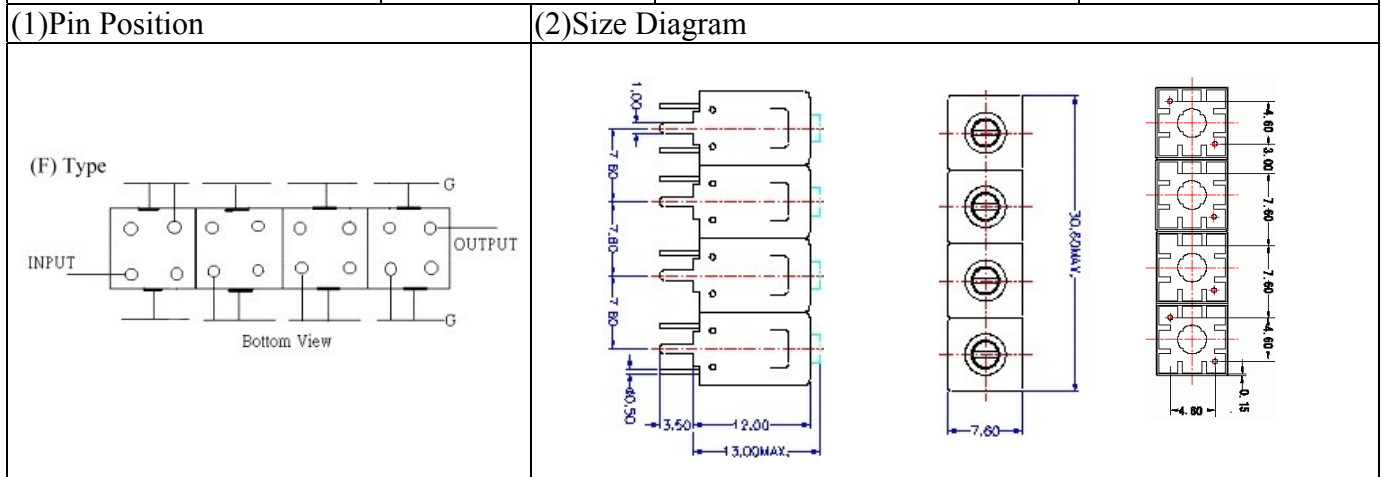 (1)Pin Position
(2)Size Diagram
(F) Type
G
INPUT
OUTPUT
G
Bottom View
1.00
7.80
7.80
7.80
Φ0.50
3.50
12.00
13.00MAX.
30.80MAX.
7.60
4.60
3.00
7.60
7.60
4.60
0.15
4.60